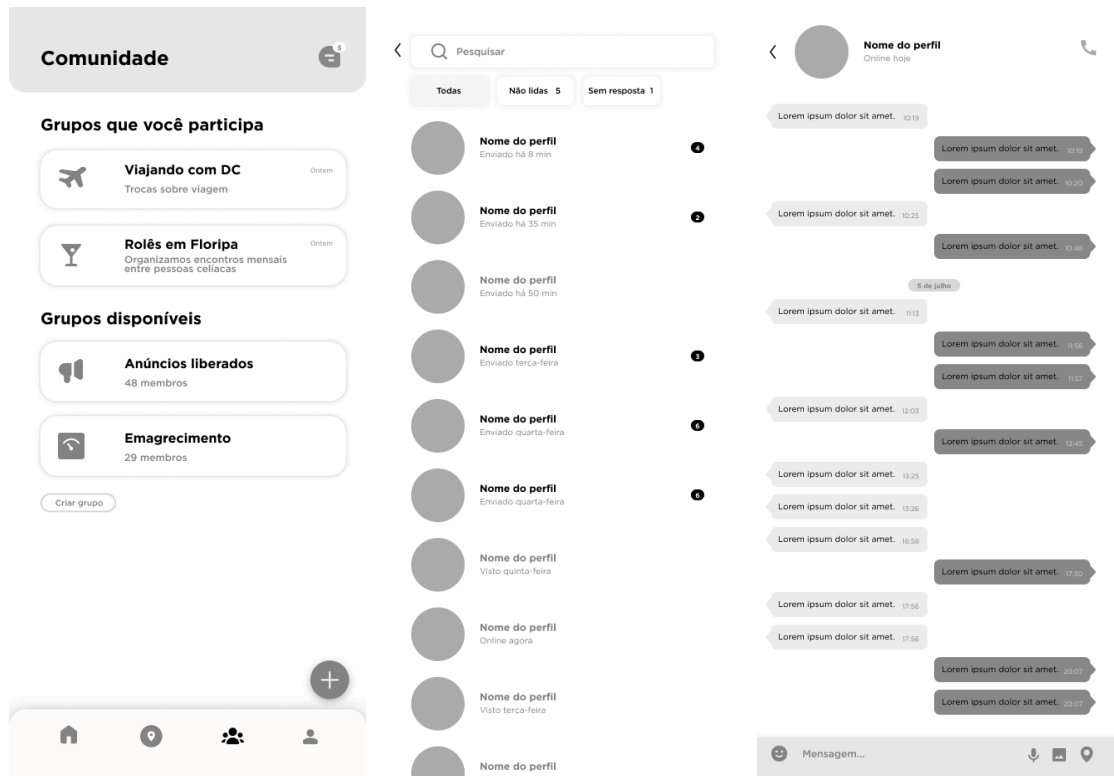 Comunidade
5
Grupos que você participa
Viajando com DC
Ontem
Trocas sobre viagem
Rolês em Floripa
Ontem
Organizamos encontros mensais
entre pessoas celíacas
Grupos disponíveis
Anúncios liberados
48 membros
Emagrecimento
29 membros
Criar grupo
Pesquisar
Todas
Não lidas 5
Sem resposta 1
Nome do perfil
Enviado há 8 min
4
Nome do perfil
Enviado há 35 min
2
Nome do perfil
Enviado há 50 min
Nome do perfil
Enviado terça-feira
3
Nome do perfil
Enviado quarta-feira
6
Nome do perfil
Enviado quarta-feira
6
Nome do perfil
Visto quinta-feira
Nome do perfil
Online agora
Nome do perfil
Visto terça-feira
Nome do perfil
Nome do perfil
Online hoje
Lorem ipsum dolor sit amet. 10:19
Lorem ipsum dolor sit amet. 10:19
Lorem ipsum dolor sit amet. 10:20
Lorem ipsum dolor sit amet. 10:25
Lorem ipsum dolor sit amet. 10:46
5 de julho
Lorem ipsum dolor sit amet. 11:13
Lorem ipsum dolor sit amet. 11:56
Lorem ipsum dolor sit amet. 11:57
Lorem ipsum dolor sit amet. 12:03
Lorem ipsum dolor sit amet. 12:45
Lorem ipsum dolor sit amet. 13:25
Lorem ipsum dolor sit amet. 13:26
Lorem ipsum dolor sit amet. 16:58
Lorem ipsum dolor sit amet. 17:30
Lorem ipsum dolor sit amet. 17:56
Lorem ipsum dolor sit amet. 17:56
Lorem ipsum dolor sit amet. 20:07
Lorem ipsum dolor sit amet. 20:07
Mensagem...